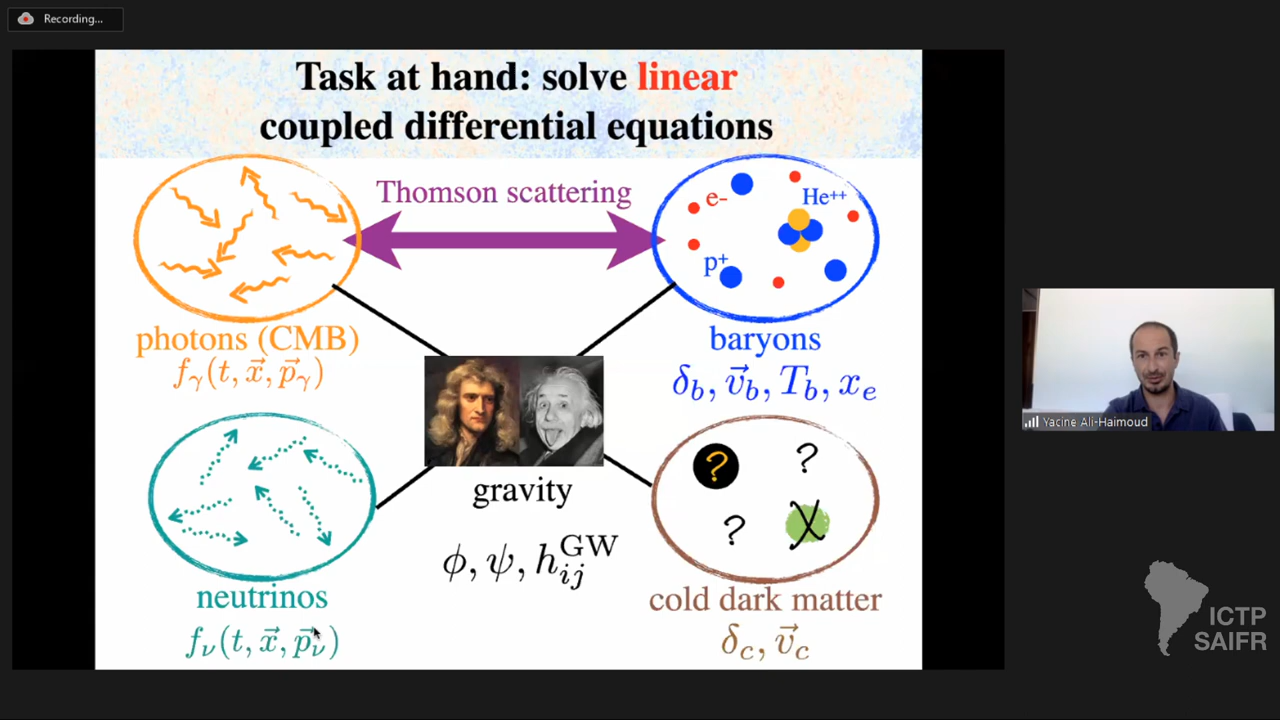 Recording...
Task at hand: solve linear
coupled differential equations
Thomson scattering
e-
He++
p+
photons (CMB)
fγ(t, x⃗, p⃗γ)
baryons
δb, v⃗b, Tb, xe
?
?
?
χ
gravity
ϕ, ψ, hijGW
neutrinos
fν(t, x⃗, p⃗ν)
cold dark matter
δc, v⃗c
Yacine Ali-Haimoud
ICTP
SAIFR